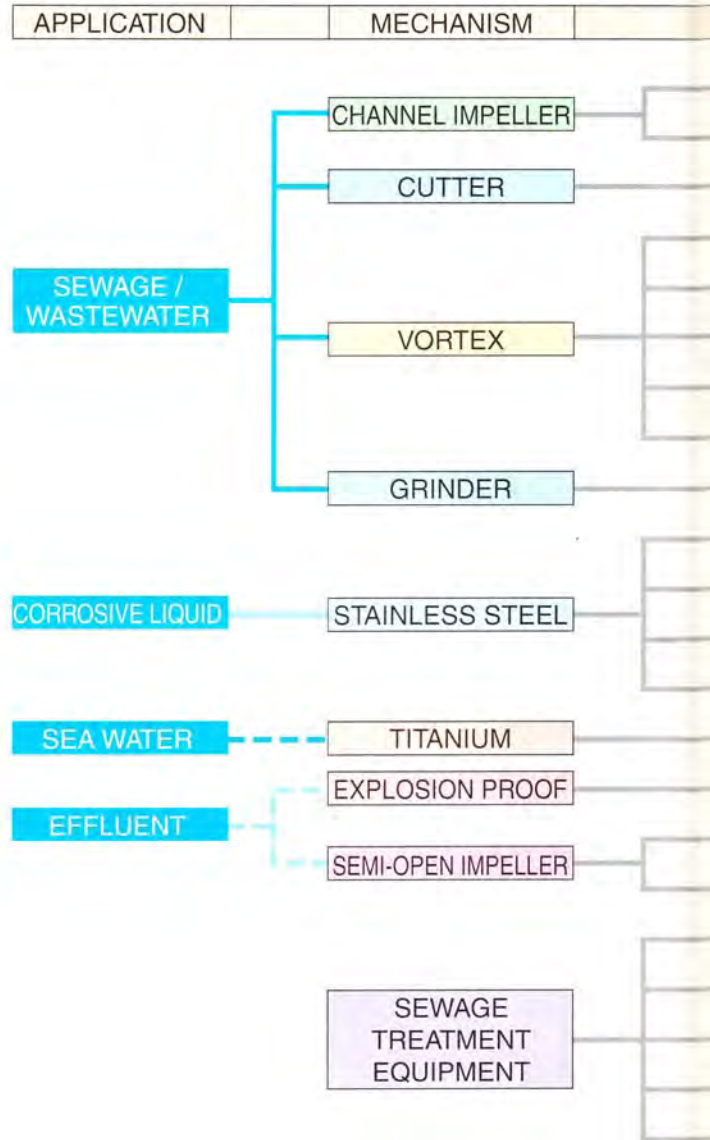 APPLICATION
MECHANISM
CHANNEL IMPELLER
CUTTER
SEWAGE /
WASTEWATER
VORTEX
GRINDER
CORROSIVE LIQUID
STAINLESS STEEL
SEA WATER
TITANIUM
EXPLOSION PROOF
EFFLUENT
SEMI-OPEN IMPELLER
SEWAGE
TREATMENT
EQUIPMENT